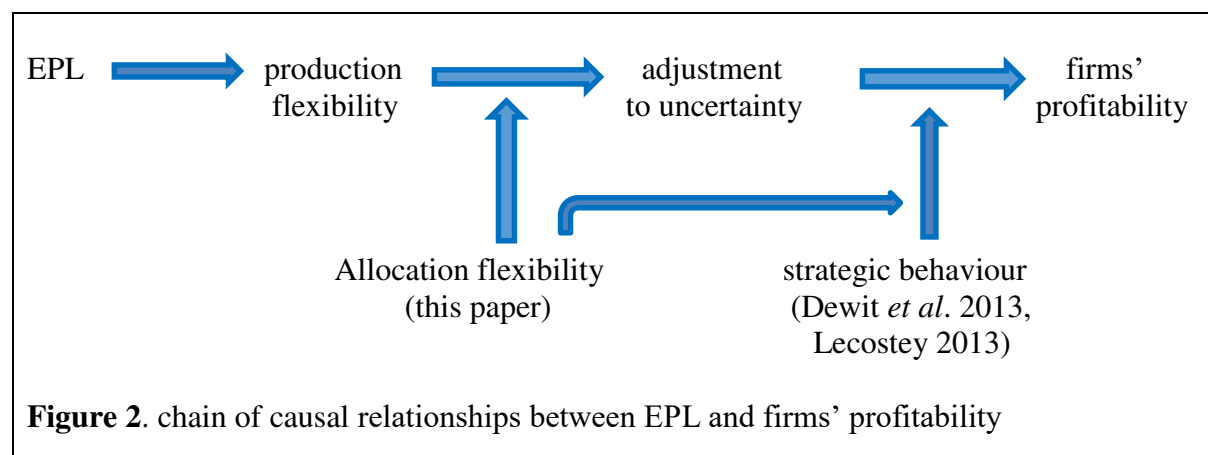 EPL
production
flexibility
adjustment
to uncertainty
firms’
profitability
Allocation flexibility
(this paper)
strategic behaviour
(Dewit et al. 2013,
Lecostey 2013)
Figure 2. chain of causal relationships between EPL and firms’ profitability